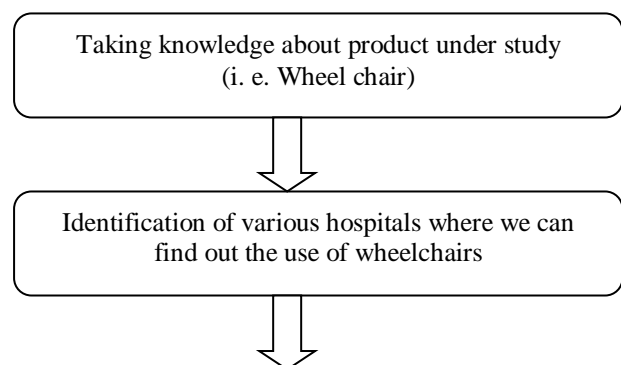 Taking knowledge about product under study
(i. e. Wheel chair)
Identification of various hospitals where we can
find out the use of wheelchairs